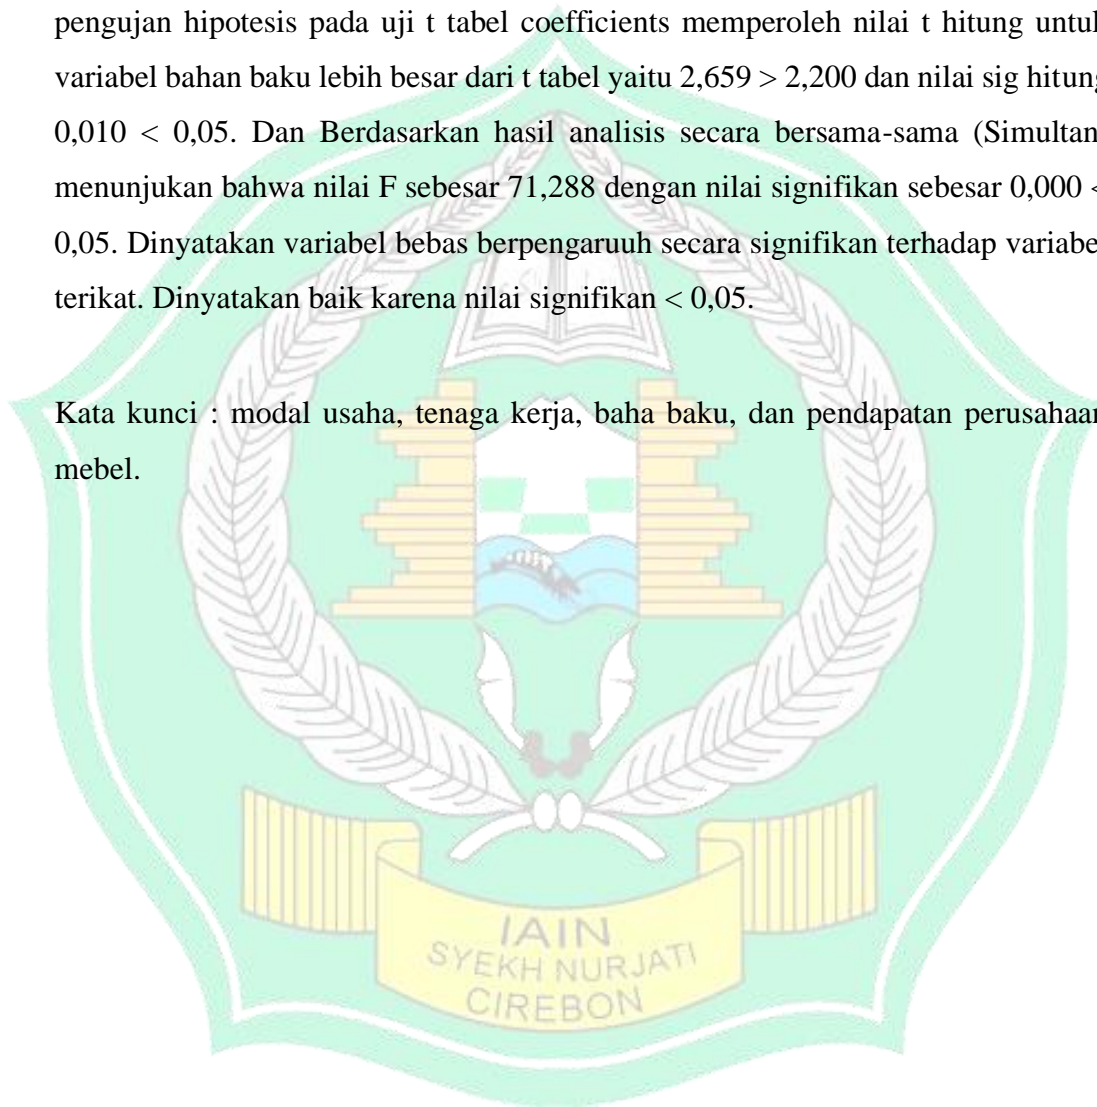 pengujan hipotesis pada uji t tabel coefficients memperoleh nilai t hitung untuk
variabel bahan baku lebih besar dari t tabel yaitu 2,659 > 2,200 dan nilai sig hitung
0,010 < 0,05. Dan Berdasarkan hasil analisis secara bersama-sama (Simultan
menunjukan bahwa nilai F sebesar 71,288 dengan nilai signifikan sebesar 0,000 <
0,05. Dinyatakan variabel bebas berpengaruuh secara signifikan terhadap variabel
terikat. Dinyatakan baik karena nilai signifikan < 0,05.
Kata kunci : modal usaha, tenaga kerja, baha baku, dan pendapatan perusahaan
mebel.
IAIN
SYEKH NURJATI
CIREBON